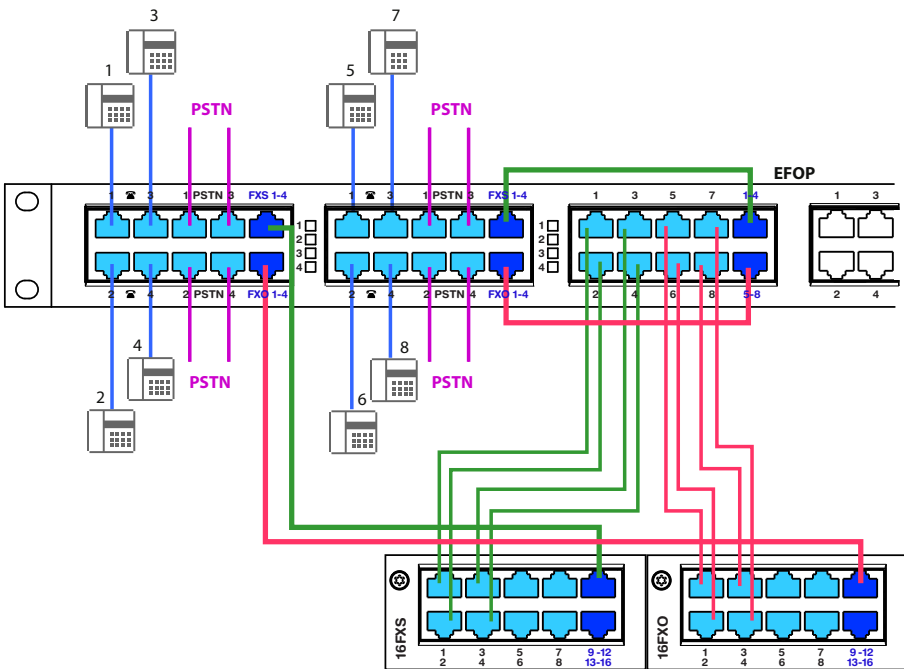 3
7
1
5
PSTN
PSTN
EFOP
1 ☎ 3 1 PSTN 3 FXS 1-4
1 ☎ 3 1 PSTN 3 FXS 1-4
1 3 5 7 1-4
1 3
1
2
3
4
1
2
3
4
2 ☎ 4 2 PSTN 4 FXO 1-4
2 ☎ 4 2 PSTN 4 FXO 1-4
2 4 6 8 5-8
2 4
4
8
PSTN
PSTN
2
6
16FXS
1 3 5 7 9 -12
2 4 6 8 13-16
16FXO
1 3 5 7 9 -12
2 4 6 8 13-16